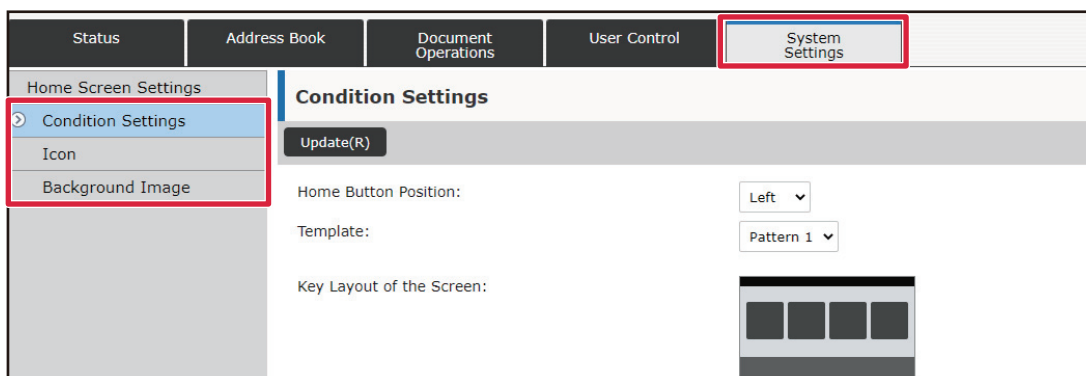 Status
Address Book
Document
Operations
User Control
System
Settings
Home Screen Settings
Condition Settings
Icon
Background Image
Condition Settings
Update(R)
Home Button Position:
Left
Template:
Pattern 1
Key Layout of the Screen: